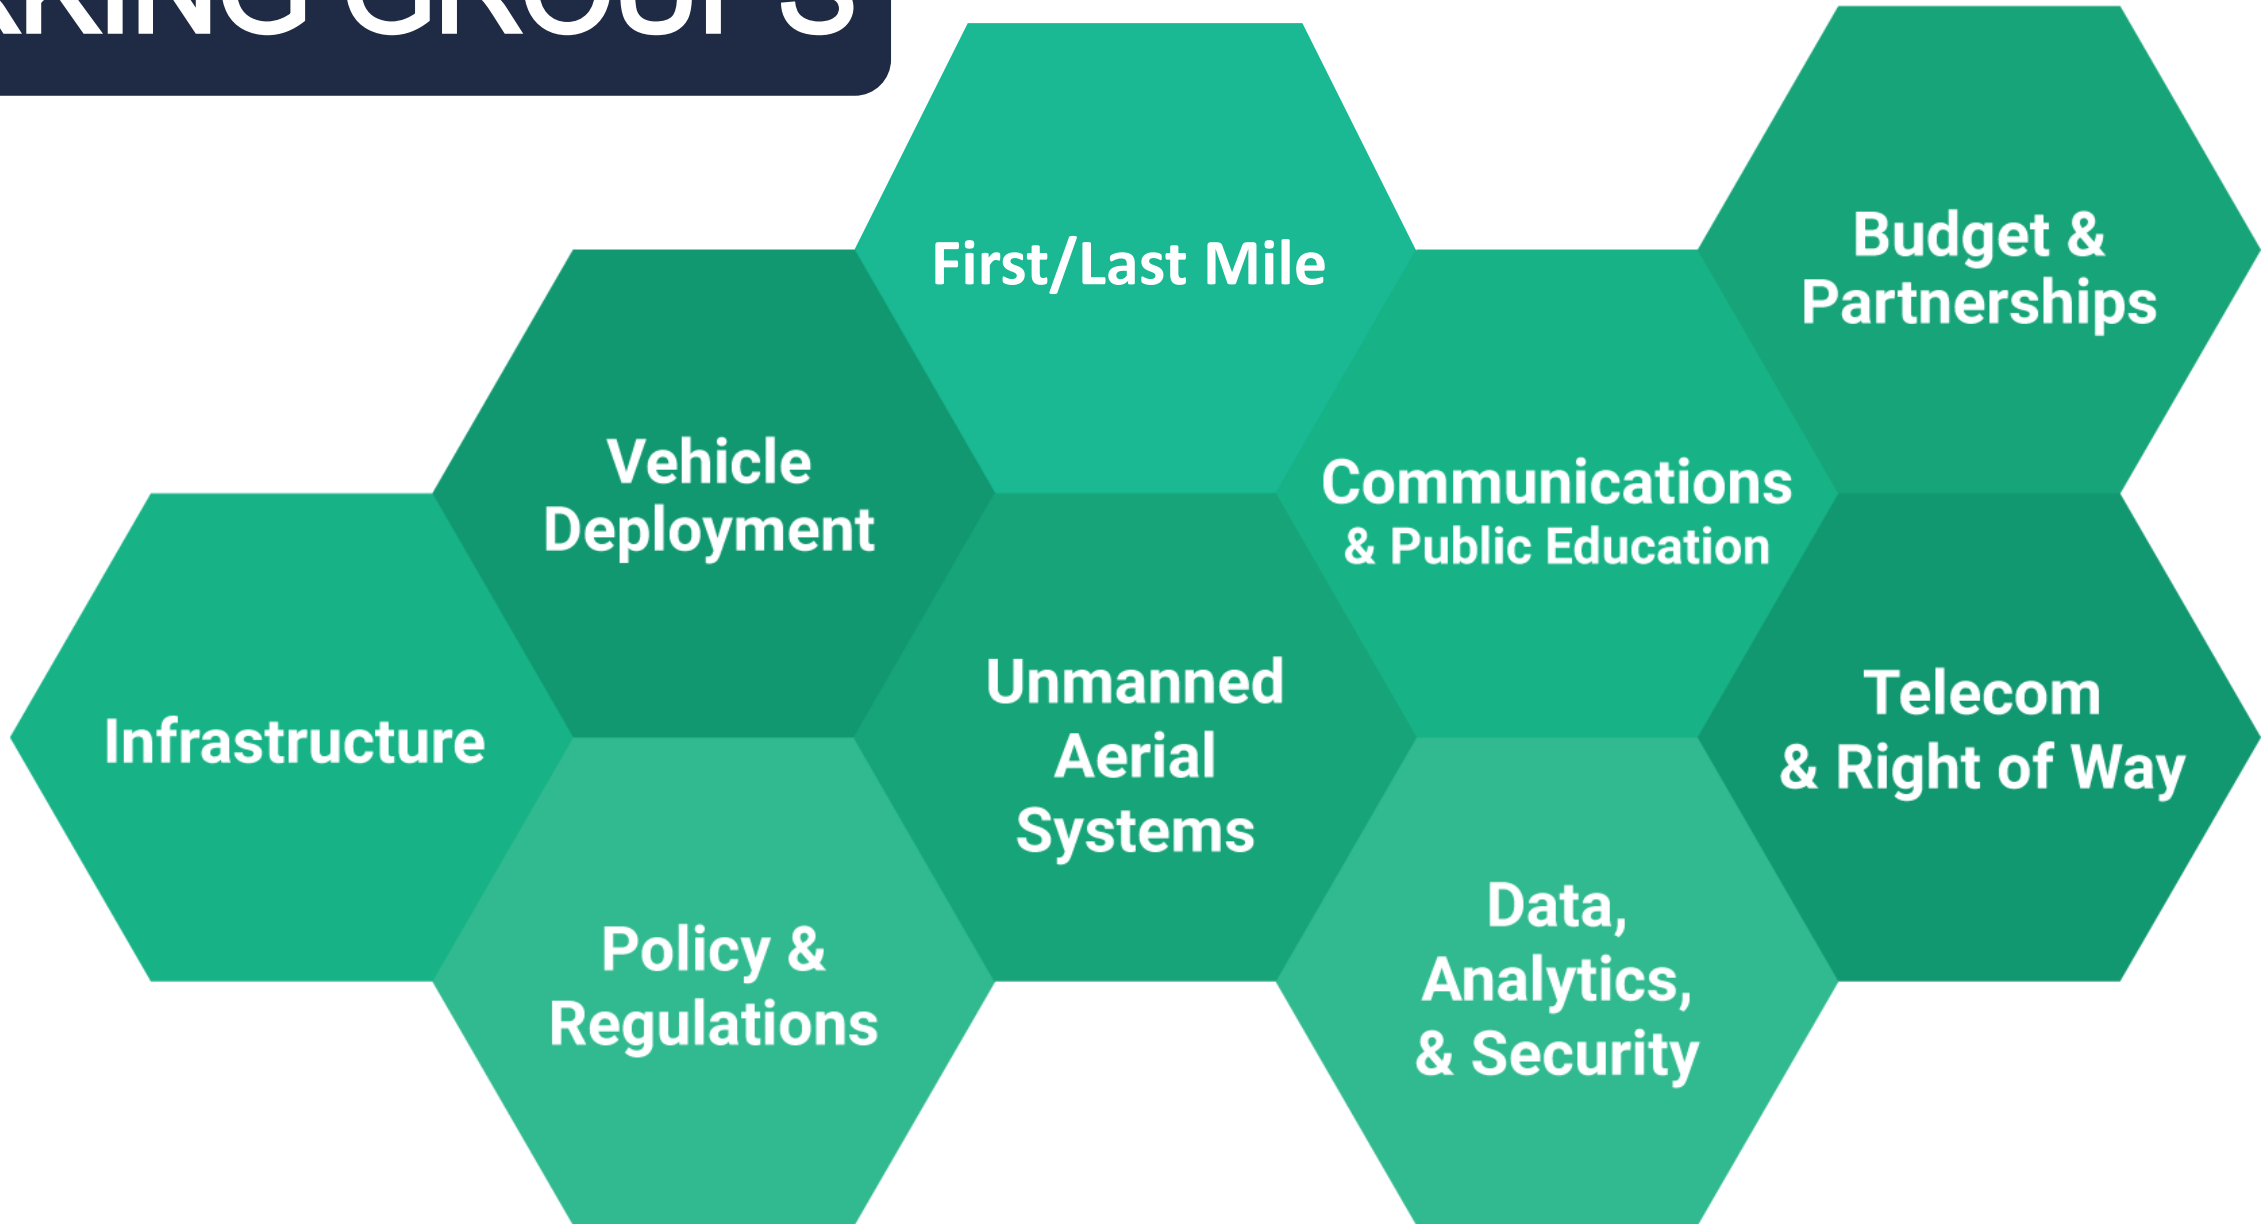 GROUPS
First/Last Mile
Budget &
Partnerships
Vehicle
Deployment
Communications
& Public Education
Infrastructure
Unmanned
Aerial
Systems
Telecom
& Right of Way
Policy &
Regulations
Data,
Analytics,
& Security